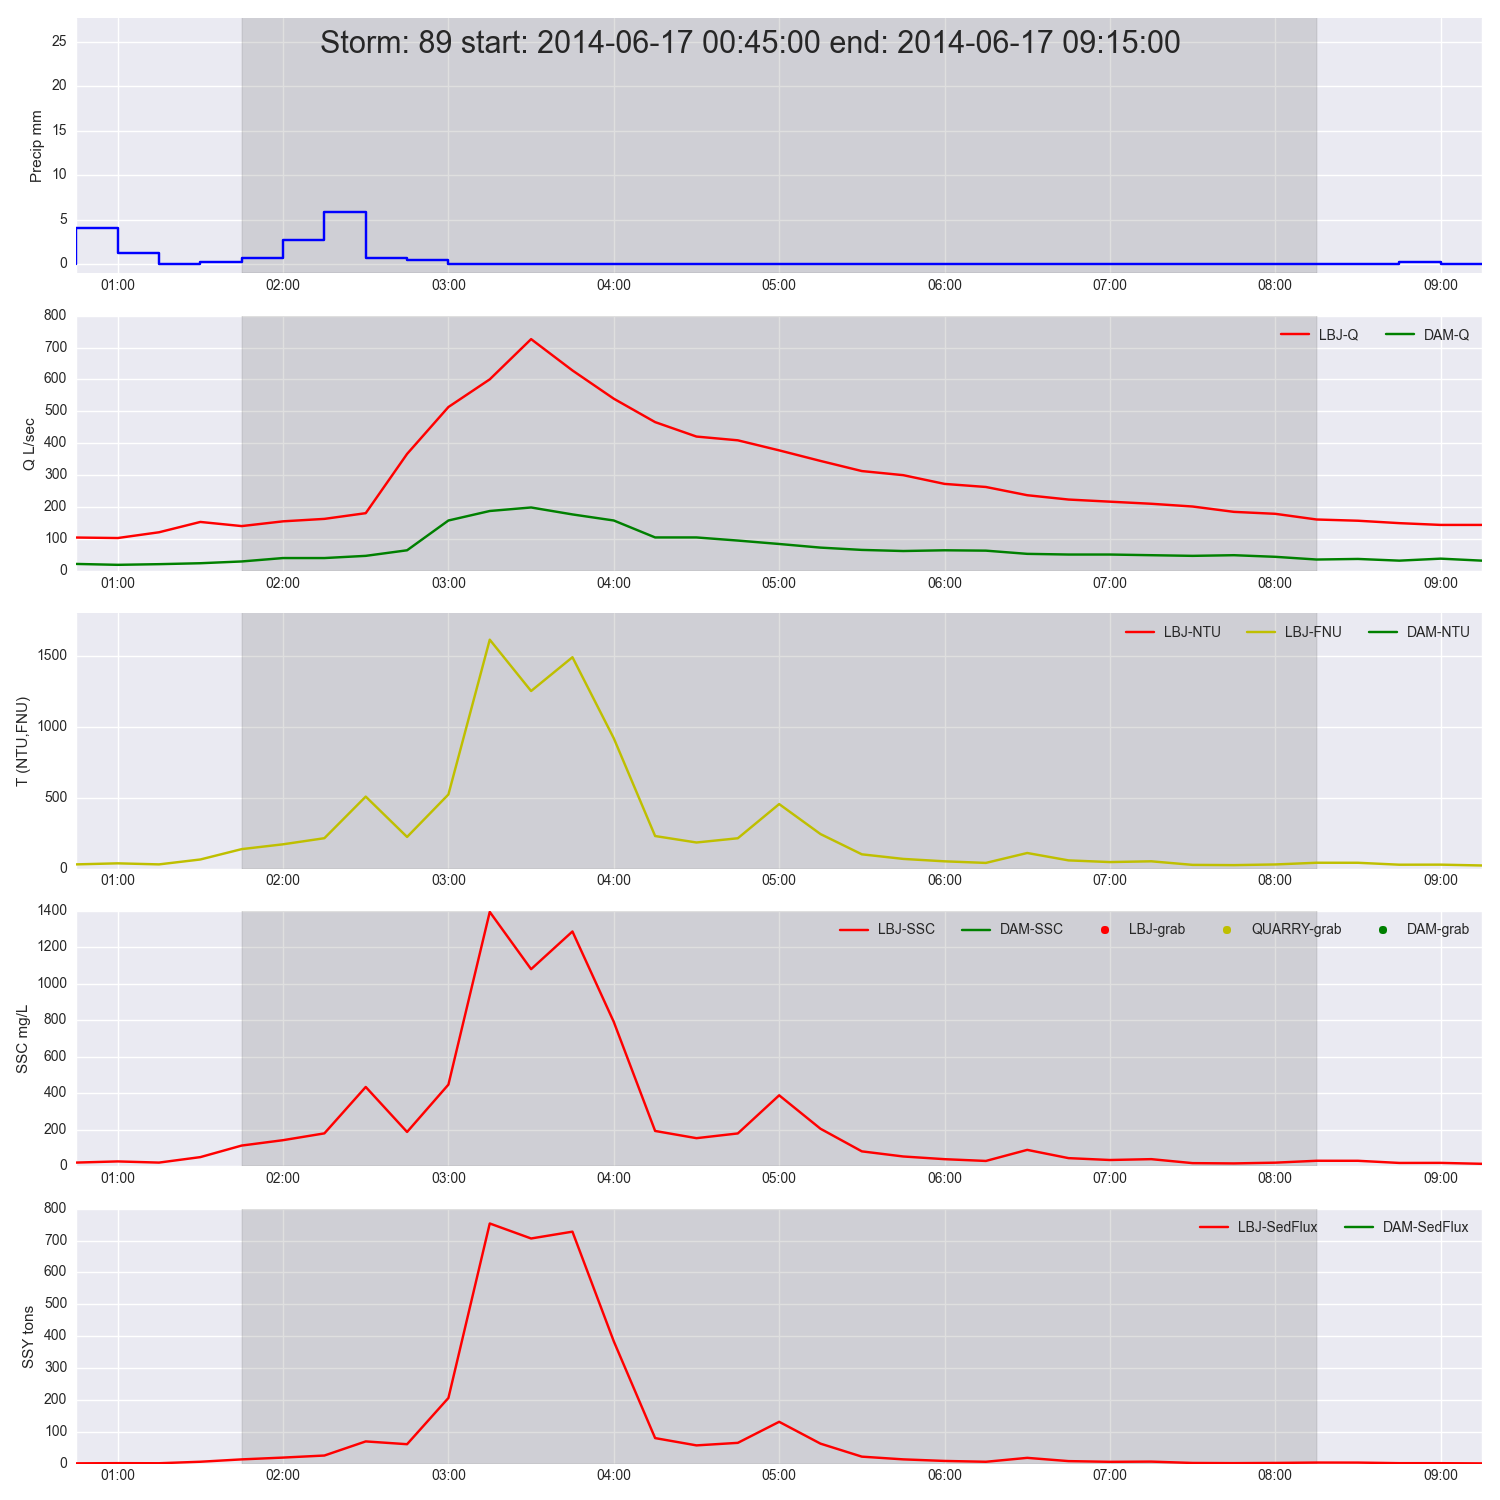 Storm: 89 start: 2014-06-17 00:45:00 end: 2014-06-17 09:15:00
Precip mm
25
20
15
10
5
0
01:00 02:00 03:00 04:00 05:00 06:00 07:00 08:00 09:00
Q L/sec
LBJ-Q DAM-Q
800
700
600
500
400
300
200
100
0
01:00 02:00 03:00 04:00 05:00 06:00 07:00 08:00 09:00
T (NTU,FNU)
LBJ-NTU LBJ-FNU DAM-NTU
1500
1000
500
0
01:00 02:00 03:00 04:00 05:00 06:00 07:00 08:00 09:00
SSC mg/L
LBJ-SSC DAM-SSC LBJ-grab QUARRY-grab DAM-grab
1400
1200
1000
800
600
400
200
0
01:00 02:00 03:00 04:00 05:00 06:00 07:00 08:00 09:00
SSY tons
LBJ-SedFlux DAM-SedFlux
800
700
600
500
400
300
200
100
0
01:00 02:00 03:00 04:00 05:00 06:00 07:00 08:00 09:00